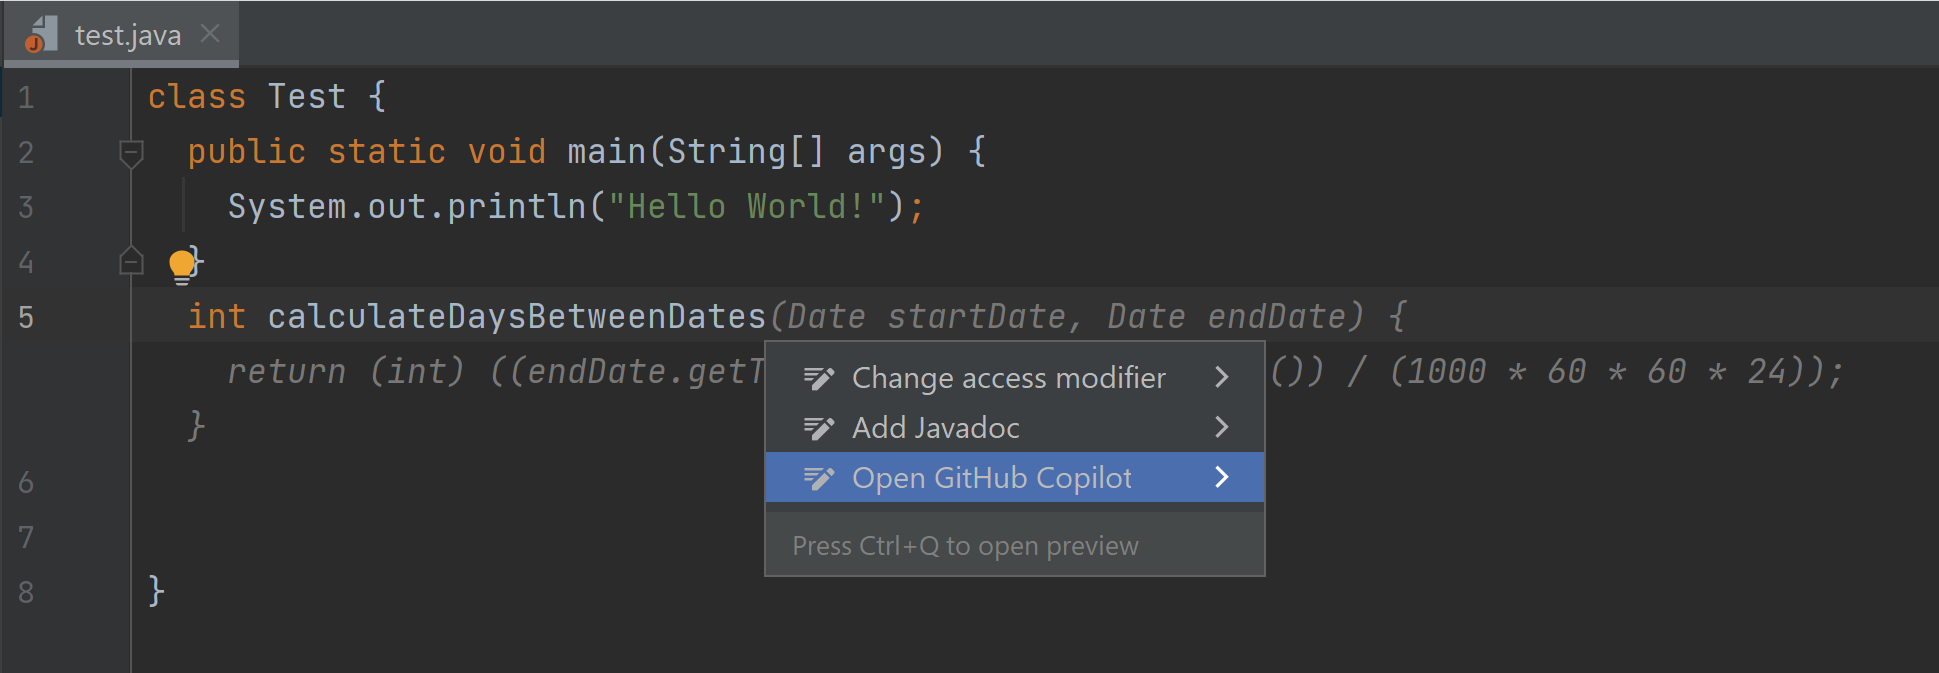 test.java
1 class Test {
2 public static void main(String[] args) {
3 System.out.println("Hello World!");
4 }
5 int calculateDaysBetweenDates(Date startDate, Date endDate) {
return (int) ((endDate.getT ()) / (1000 * 60 * 60 * 24));
}
Change access modifier
Add Javadoc
Open GitHub Copilot
Press Ctrl+Q to open preview
6
7
8 }